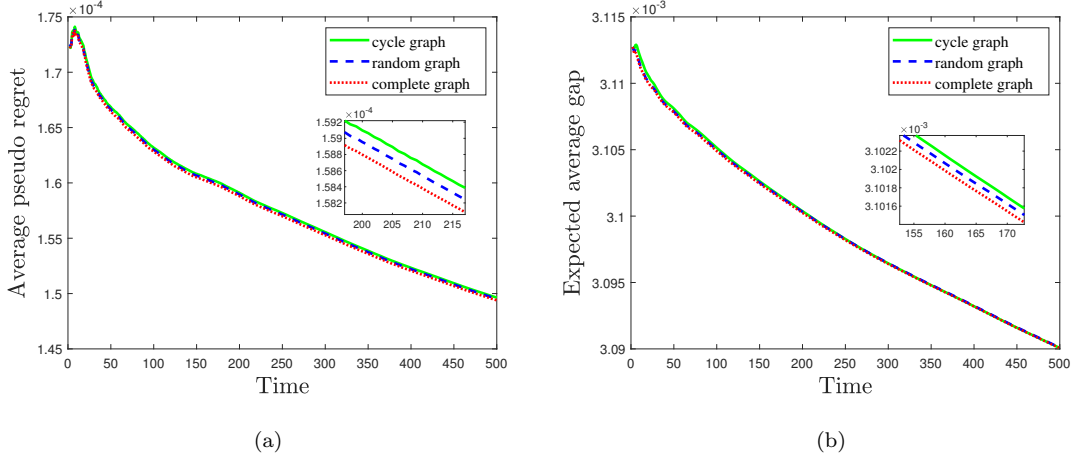 ×10⁻⁴
1.75
1.7
1.65
1.6
1.55
1.5
1.45
Average pseudo regret
cycle graph
random graph
complete graph
×10⁻⁴
1.592
1.59
1.588
1.586
1.584
1.582
200 205 210 215
0 50 100 150 200 250 300 350 400 450 500
Time
(a)
×10⁻³
3.115
3.11
3.105
3.1
3.095
3.09
Expected average gap
cycle graph
random graph
complete graph
×10⁻³
3.1022
3.102
3.1018
3.1016
155 160 165 170
0 50 100 150 200 250 300 350 400 450 500
Time
(b)